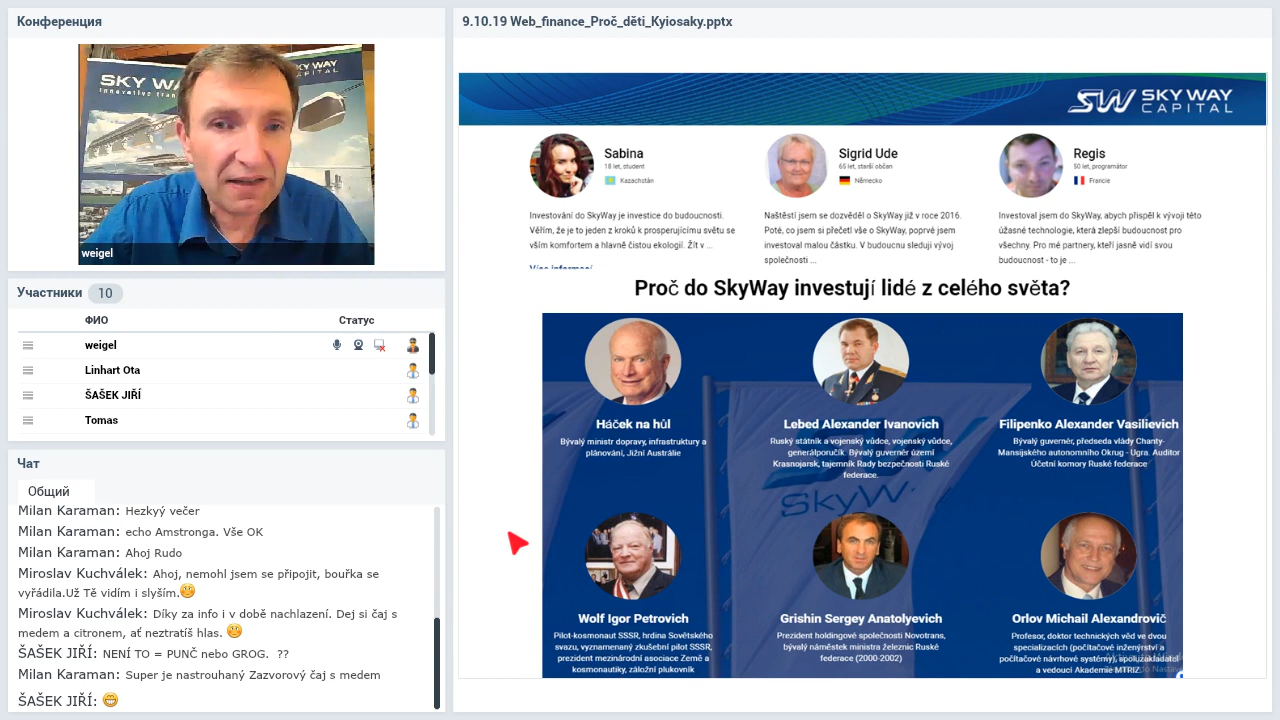 Конференция
SKY WAY
innovative tran
SKY WAY
CAPITAL
weigel
Участники 10
ФИО Статус
weigel
Linhart Ota
ŠAŠEK JIŘÍ
Tomas
Чат
Общий
Milan Karaman: Hezkyý večer
Milan Karaman: echo Amstronga. Vše OK
Milan Karaman: Ahoj Rudo
Miroslav Kuchválek: Ahoj, nemohl jsem se připojit, bouřka se
vyřádila.Už Tě vidím i slyším.
Miroslav Kuchválek: Díky za info i v době nachlazení. Dej si čaj s
medem a citronem, ať neztratíš hlas.
ŠAŠEK JIŘÍ: NENÍ TO = PUNČ nebo GROG. ??
Milan Karaman: Super je nastrouhaný Zazvorový čaj s medem
ŠAŠEK JIŘÍ:
9.10.19 Web_finance_Proč_děti_Kyiosaky.pptx
SW SKY WAY
CAPITAL
Sabina
18 let, student
Kazachstán
Investování do SkyWay je investice do budoucnosti.
Věřím, že je to jeden z kroků k prosperujícímu světu se
vším komfortem a hlavně čistou ekologií. Žít v ...
Více informací
Sigrid Ude
65 let, starší občan
Německo
Naštěstí jsem se dozvěděl o SkyWay již v roce 2016.
Poté, co jsem si přečetl vše o SkyWay, poprvé jsem
investoval malou částku. V budoucnu sleduji vývoj
společnosti ...
Regis
50 let, programátor
Francie
Investoval jsem do SkyWay, abych přispěl k vývoji této
úžasné technologie, která zlepší budoucnost pro
všechny. Pro mé partnery, kteří jasně vidí svou
budoucnost - to je ...
Proč do SkyWay investují lidé z celého světa?
Háček na hůl
Bývalý ministr dopravy, infrastruktury a
plánování, Jižní Austrálie
Lebed Alexander Ivanovich
Ruský státník a vojenský vůdce, vojenský vůdce,
generálporučík. Bývalý guvernér území
Krasnojarsk, tajemník Rady bezpečnosti Ruské
federace.
Filipenko Alexander Vasilievich
Bývalý guvernér, předseda vlády Chanty-
Mansijského autonomního Okrug - Ugra. Auditor
Účetní komory Ruské federace
SkyW
Wolf Igor Petrovich
Pilot-kosmonaut SSSR, hrdina Sovětského
svazu, vyznamenaný zkušební pilot SSSR,
prezident mezinárodní asociace Země a
kosmonautiky, záložní plukovník
Grishin Sergey Anatolyevich
Prezident holdingové společnosti Novotrans,
bývalý náměstek ministra železnic Ruské
federace (2000-2002)
Orlov Michail Alexandrovič
Profesor, doktor technických věd ve dvou
specializacích (počítačové inženýrství a
počítačové návrhové systémy), spoluzakladatel
a vedoucí Akademie MTRIZ